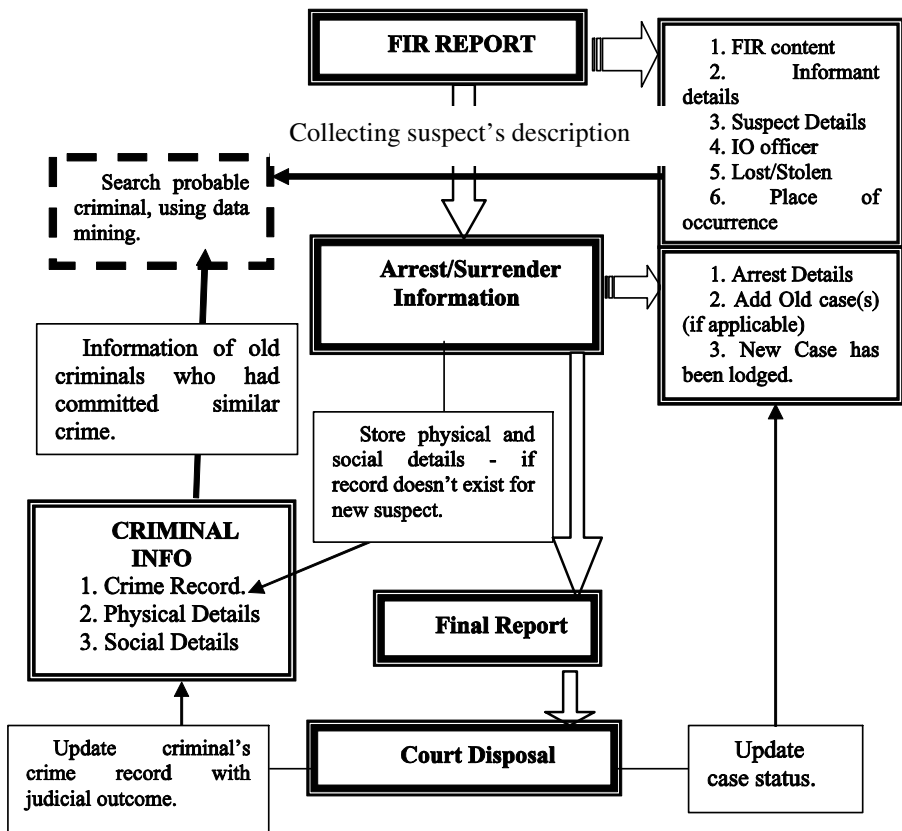 FIR REPORT
1. FIR content
2. Informant
details
3. Suspect Details
4. IO officer
5. Lost/Stolen
6. Place of
occurrence
Collecting suspect's description
Search probable
criminal, using data
mining.
Arrest/Surrender
Information
1. Arrest Details
2. Add Old case(s)
(if applicable)
3. New Case has
been lodged.
Information of old
criminals who had
committed similar
crime.
Store physical and
social details - if
record doesn't exist for
new suspect.
CRIMINAL
INFO
1. Crime Record.
2. Physical Details
3. Social Details
Final Report
Update criminal's
crime record with
judicial outcome.
Court Disposal
Update
case status.